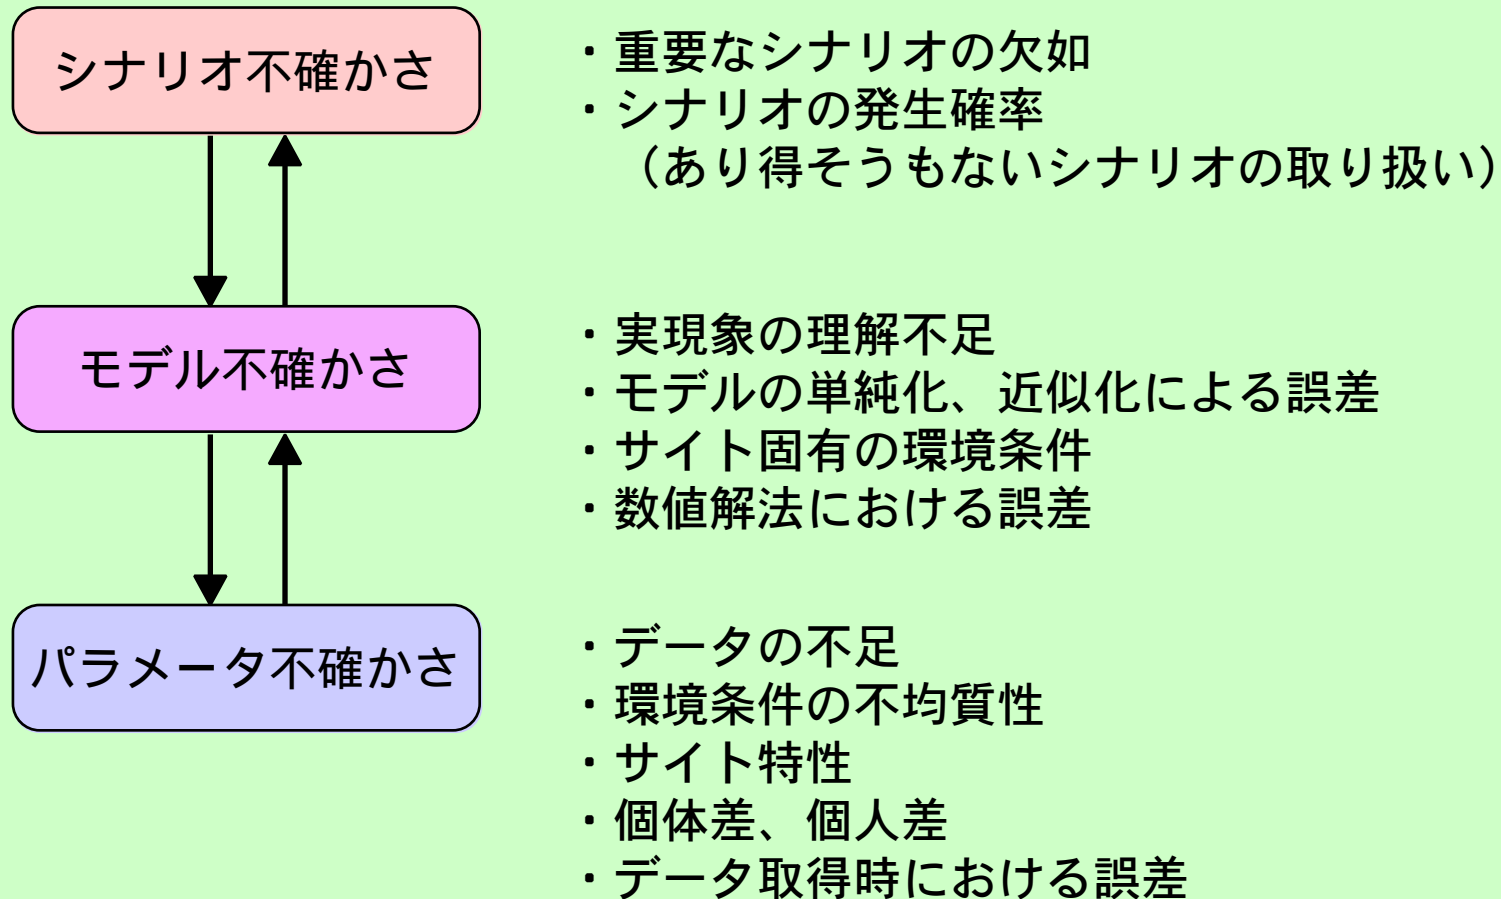 シナリオ不確かさ
・重要なシナリオの欠如
・シナリオの発生確率
（あり得そうもないシナリオの取り扱い）
モデル不確かさ
・実現象の理解不足
・モデルの単純化、近似化による誤差
・サイト固有の環境条件
・数値解法における誤差
パラメータ不確かさ
・データの不足
・環境条件の不均質性
・サイト特性
・個体差、個人差
・データ取得時における誤差